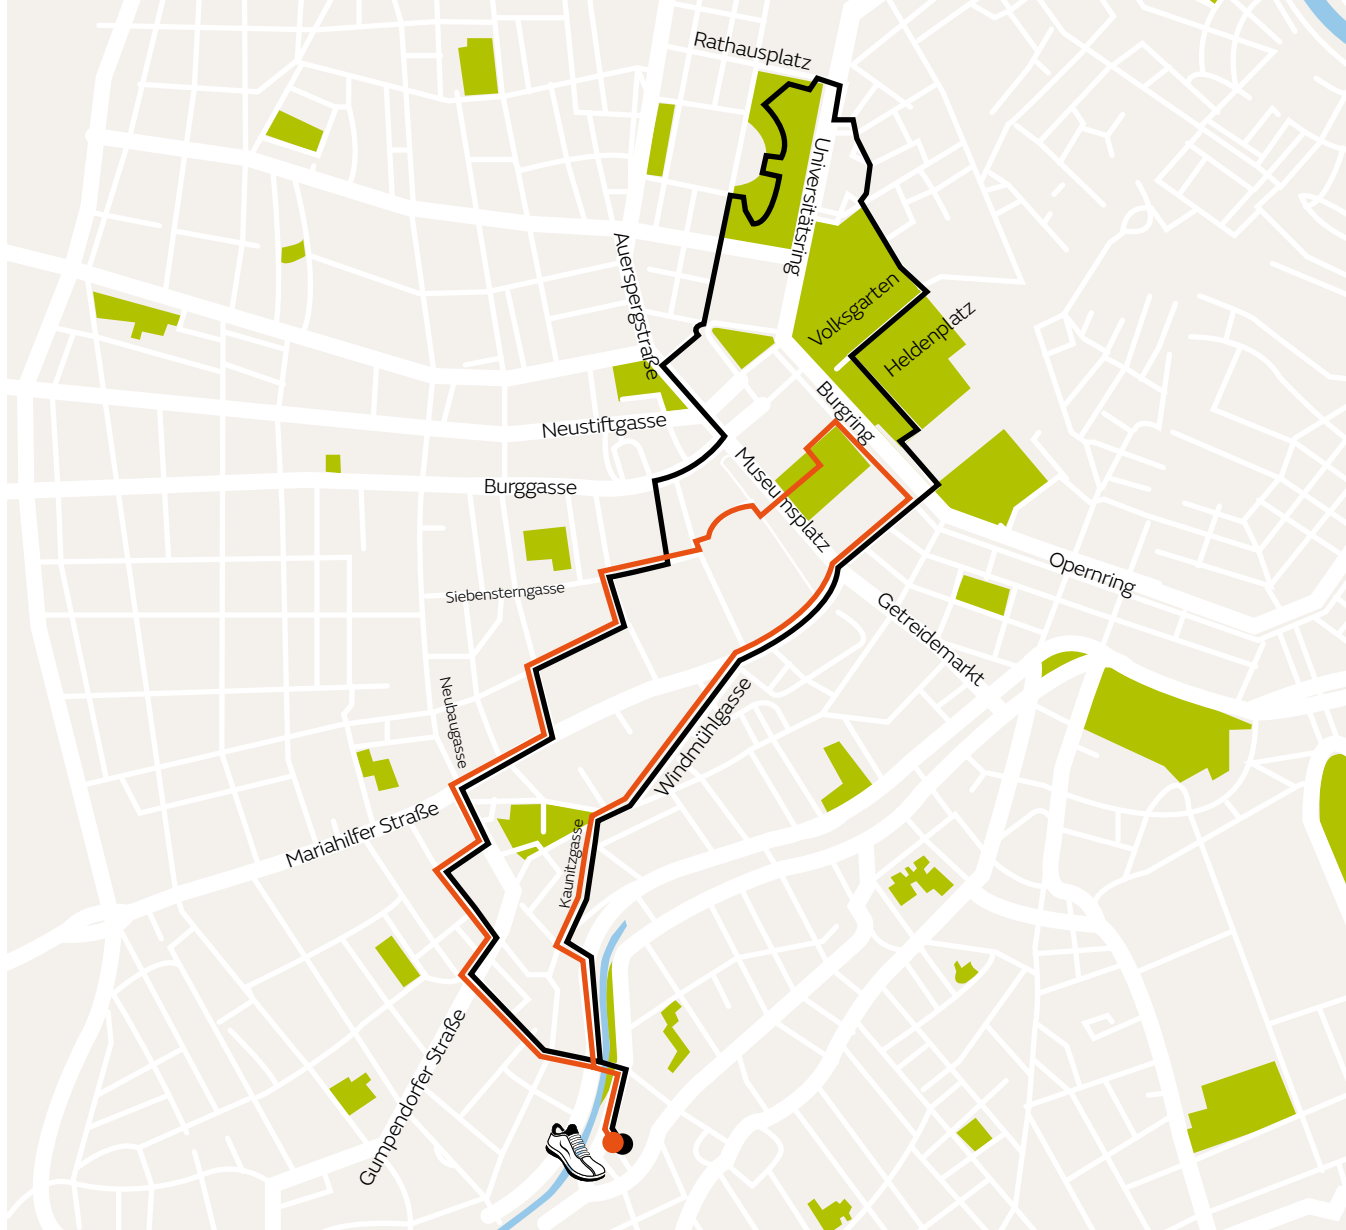 Rathausplatz
Universitätsring
Auerspergstraße
Volksgarten
Heldenplatz
Burgring
Neustiftgasse
Museumsplatz
Burggasse
Opernring
Siebensterngasse
Getreidemarkt
Neubaugasse
Windmühlgasse
Mariahilfer Straße
Kaunitzgasse
Gumpendorfer Straße